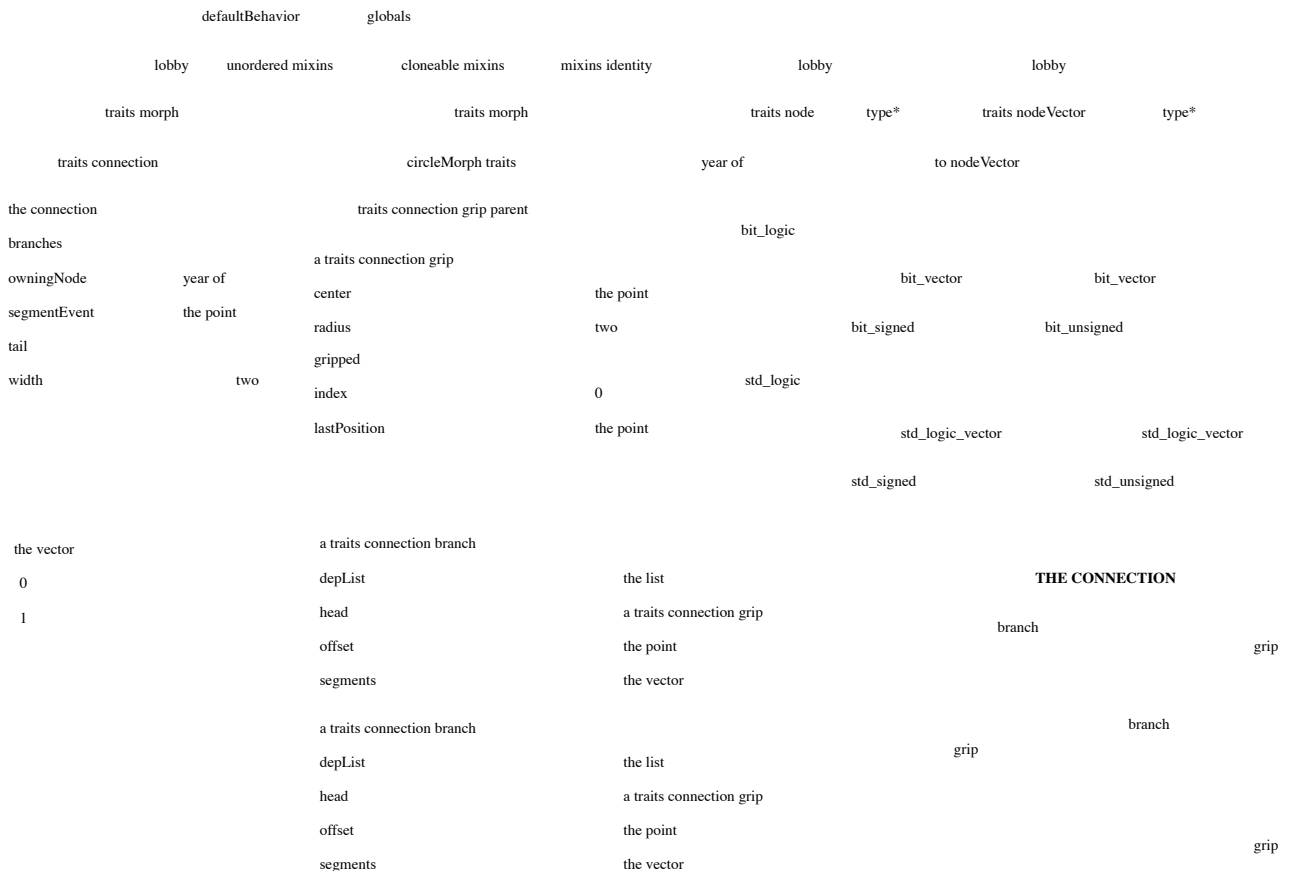 defaultBehavior globals
lobby unordered mixins cloneable mixins mixins identity lobby lobby
traits morph traits morph traits node type* traits nodeVector type*
traits connection circleMorph traits year of to nodeVector
the connection
branches
owningNode year of
segmentEvent the point
tail
width two
traits connection grip parent
a traits connection grip
center the point
radius two
gripped
index 0
lastPosition the point
bit_logic
bit_vector bit_vector
bit_signed bit_unsigned
std_logic
std_logic_vector std_logic_vector
std_signed std_unsigned
the vector
0
1
a traits connection branch
depList the list
head a traits connection grip
offset the point
segments the vector
a traits connection branch
depList the list
head a traits connection grip
offset the point
segments the vector
THE CONNECTION
branch
grip
branch
grip
grip